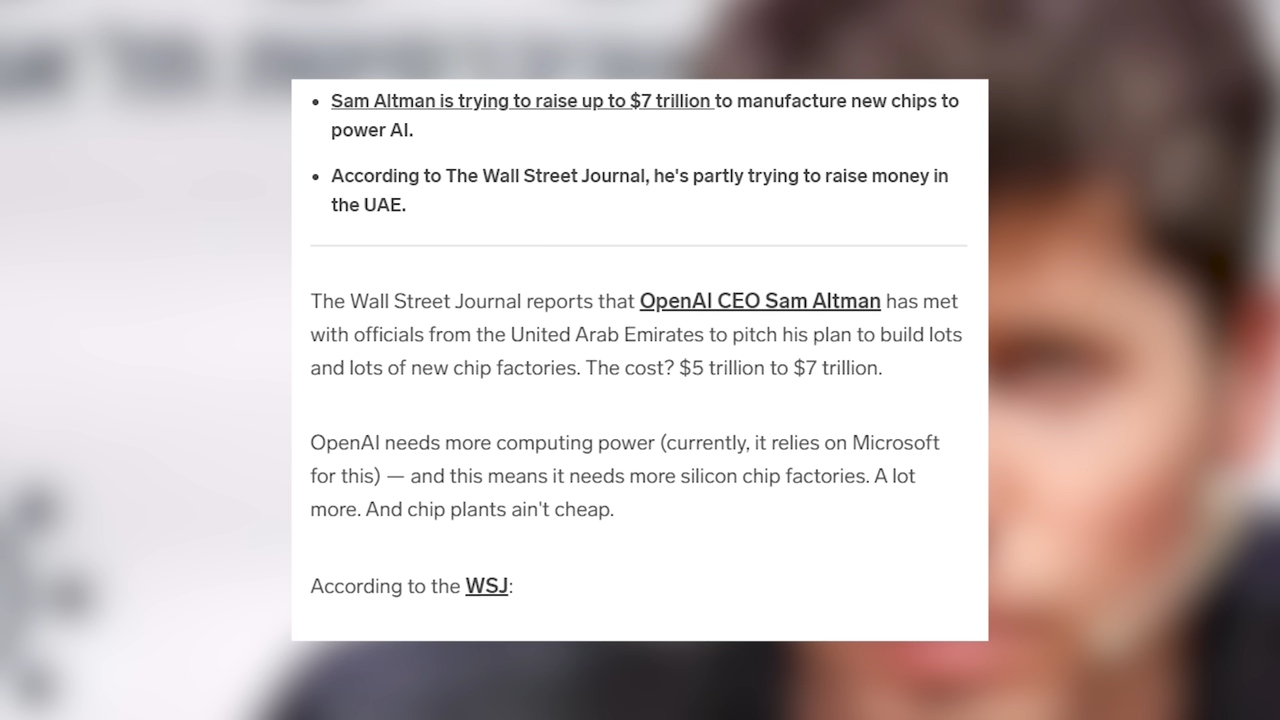 • Sam Altman is trying to raise up to $7 trillion to manufacture new chips to
power AI.
• According to The Wall Street Journal, he's partly trying to raise money in
the UAE.
The Wall Street Journal reports that OpenAI CEO Sam Altman has met
with officials from the United Arab Emirates to pitch his plan to build lots
and lots of new chip factories. The cost? $5 trillion to $7 trillion.
OpenAI needs more computing power (currently, it relies on Microsoft
for this) — and this means it needs more silicon chip factories. A lot
more. And chip plants ain't cheap.
According to the WSJ: